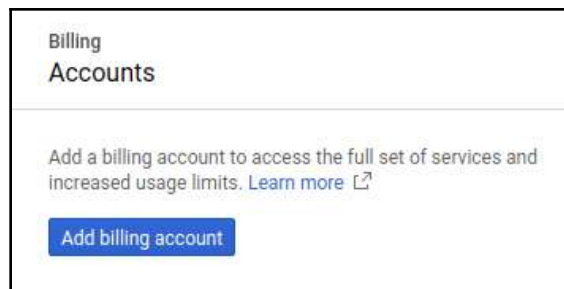 Billing
Accounts
Add a billing account to access the full set of services and
increased usage limits. Learn more
Add billing account